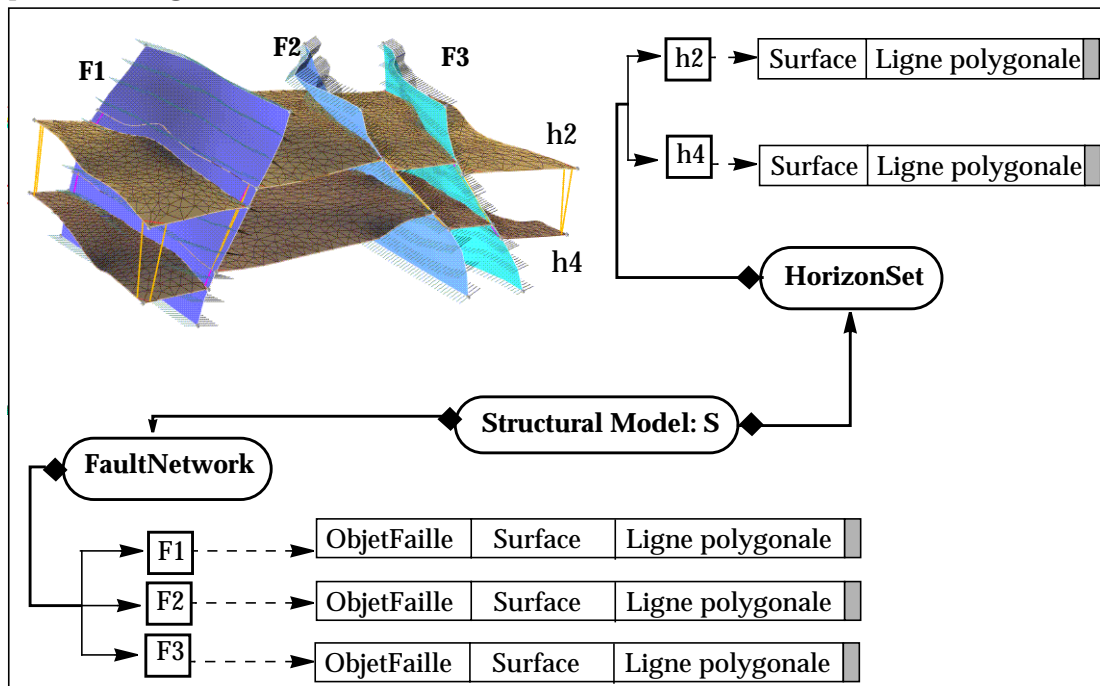 F1
F2
F3
h2
h4
h2
Surface Ligne polygonale
h4
Surface Ligne polygonale
HorizonSet
Structural Model: S
FaultNetwork
F1
ObjetFaille Surface Ligne polygonale
F2
ObjetFaille Surface Ligne polygonale
F3
ObjetFaille Surface Ligne polygonale